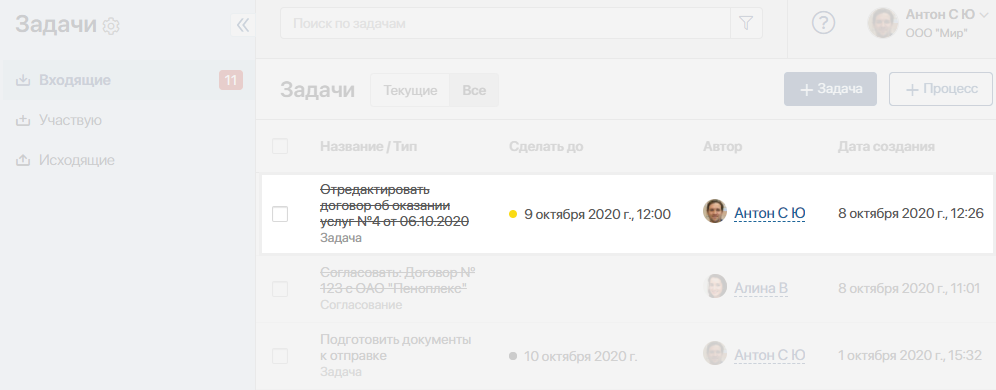 Задачи
Поиск по задачам
?
Антон С Ю
ООО "Мир"
Входящие 11
Участвую
Исходящие
Задачи
Текущие Все
+ Задача
+ Процесс
Название / Тип Сделать до Автор Дата создания
Отредактировать
договор об оказании
услуг №4 от 06.10.2020
Задача
9 октября 2020 г., 12:00
Антон С Ю
8 октября 2020 г., 12:26
Согласовать: Договор №
123 с ОАО "Пеноплекс"
Согласование
Алина В
8 октября 2020 г., 11:01
Подготовить документы
к отправке
Задача
10 октября 2020 г.
Антон С Ю
1 октября 2020 г., 15:32